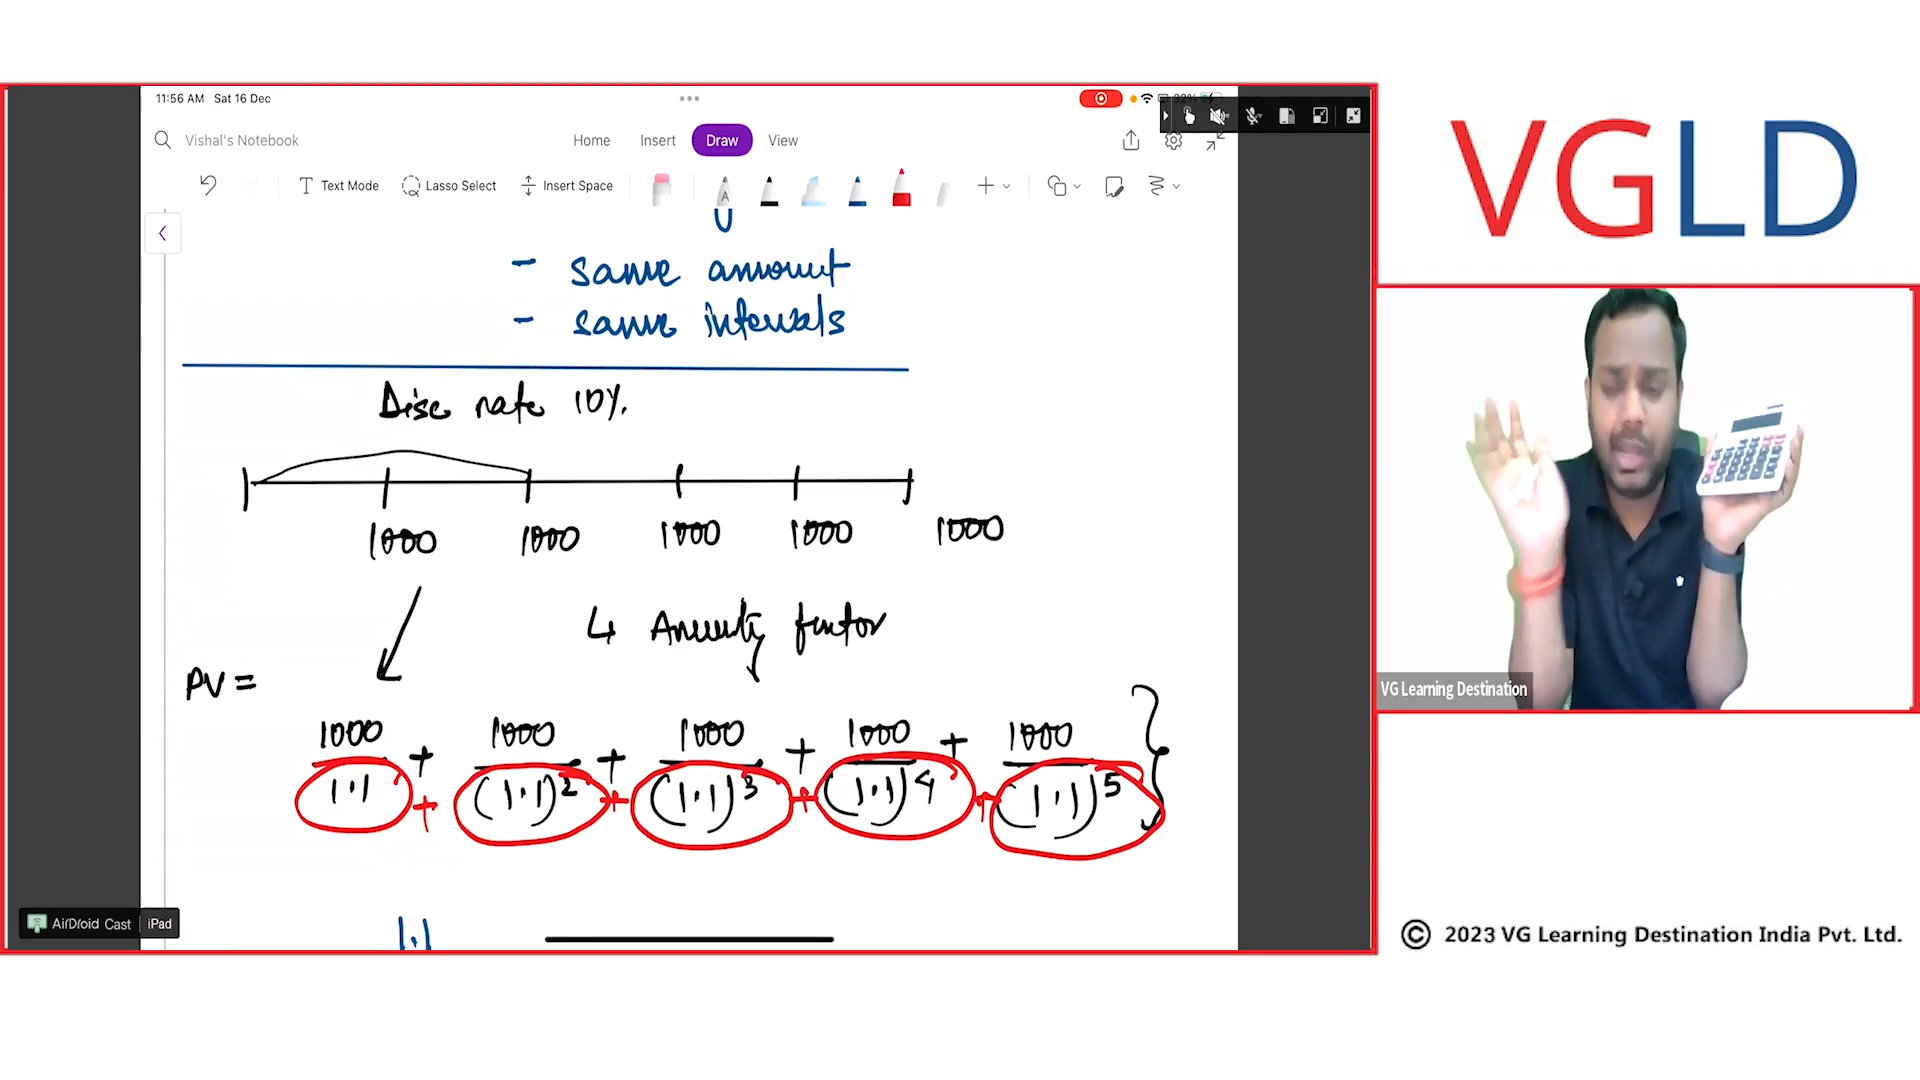 11:56 AM Sat 16 Dec
32%
Vishal's Notebook
Home Insert Draw View
Text Mode Lasso Select Insert Space
A
- same amount
- same intervals
Disc rate 10%.
1000 1000 1000 1000 1000
↳ Annuity factor
PV =
1000 + 1000 + 1000 + 1000 + 1000
1.1 + (1.1)2 + (1.1)3 + (1.1)4 + (1.1)5
1.1
AirDroid Cast iPad
VGLD
VG Learning Destination
© 2023 VG Learning Destination India Pvt. Ltd.